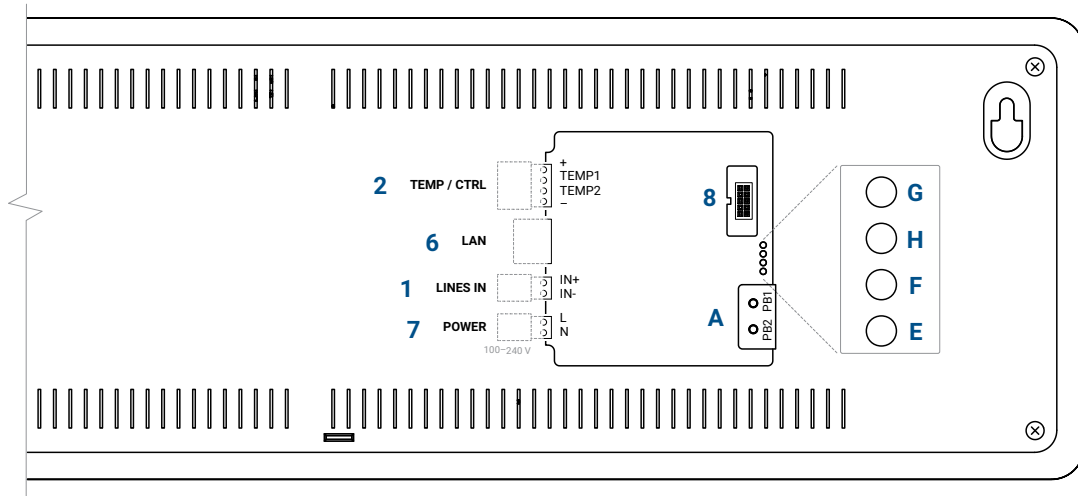 +
2 TEMP / CTRL TEMP1
TEMP2
–
8
6 LAN
1 LINES IN IN+
IN-
7 POWER L
N
100–240 V
A
PB1
PB2
G
H
F
E